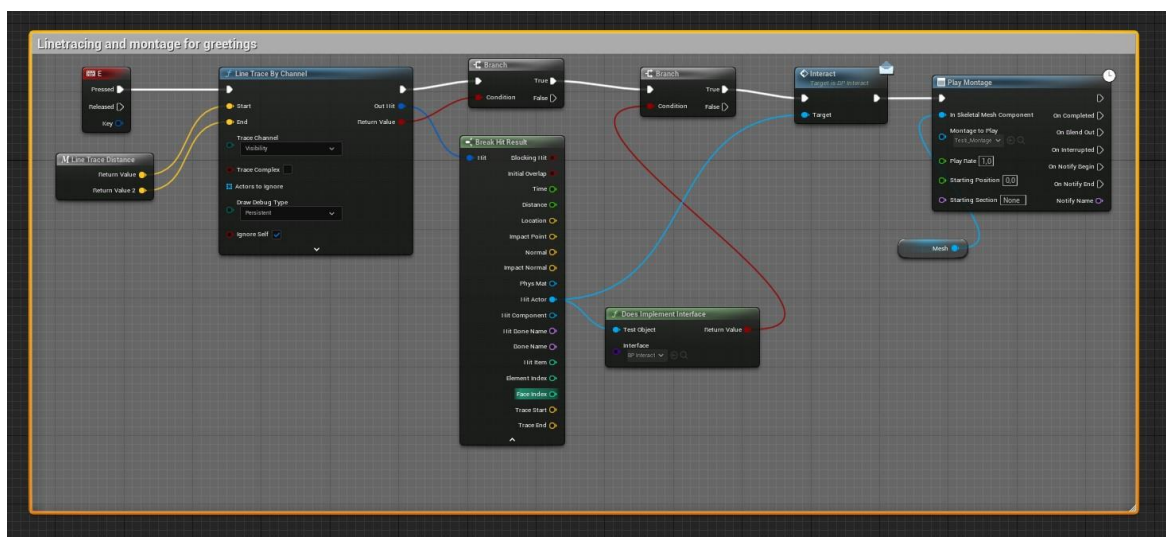 Linetracing and montage for greetings
E
Pressed
Released
Key
Line Trace Distance
Return Value
Return Value 2
Line Trace By Channel
Start
Out Hit
End
Return Value
Trace Channel
Visibility
Trace Complex
Actors to Ignore
Draw Debug Type
Persistent
Ignore Self
Branch
True
Condition
False
Break Hit Result
Hit
Blocking Hit
Initial Overlap
Time
Distance
Location
Impact Point
Normal
Impact Normal
Phys Mat
Hit Actor
Hit Component
Hit Bone Name
Bone Name
Hit Item
Element Index
Face Index
Trace Start
Trace End
Branch
True
Condition
False
Does Implement Interface
Test Object
Return Value
Interface
BP Interact
Interact
Target is BP Interact
Target
Play Montage
In Skeletal Mesh Component
On Completed
Montage to Play
On Blend Out
On Interrupted
Play Rate 1,0
On Notify Begin
Starting Position 0,0
On Notify End
Starting Section None
Notify Name
Mesh